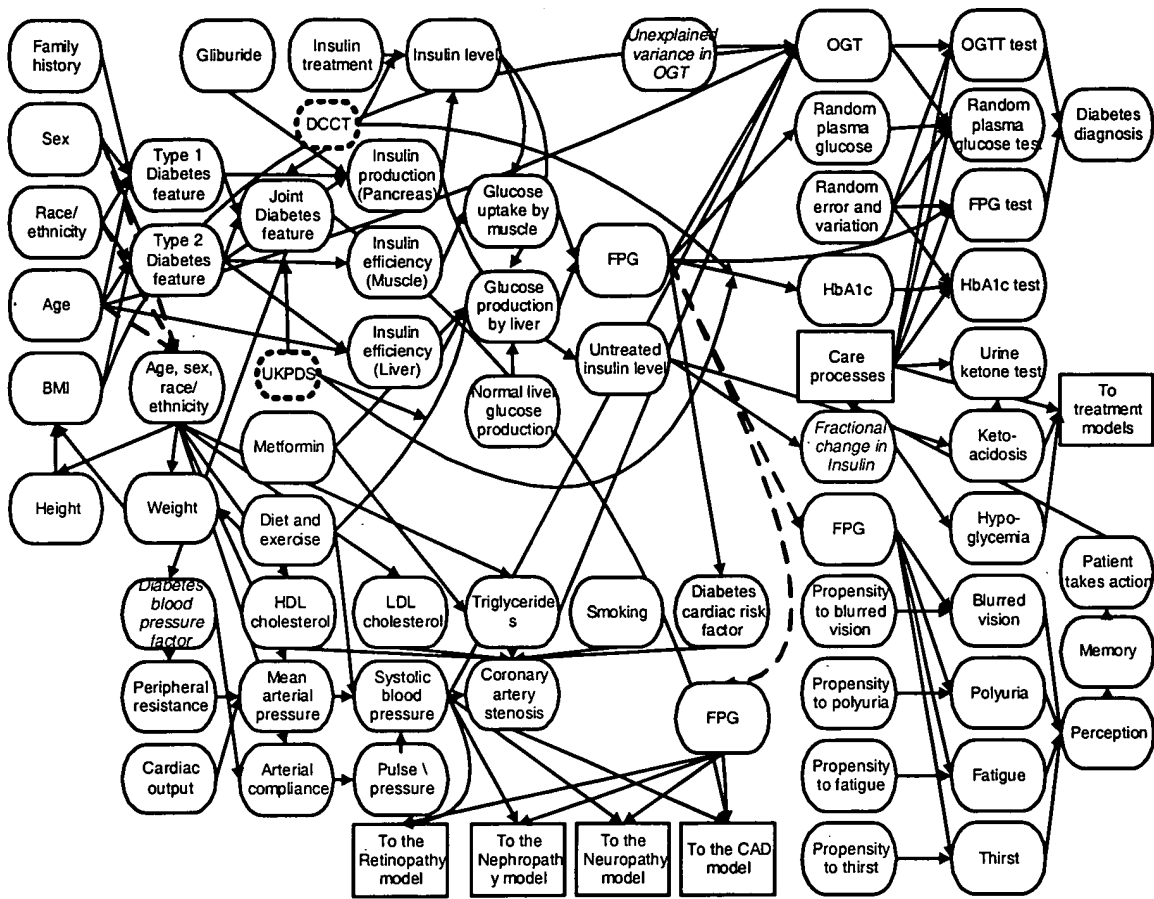 Family
history
Gliburide
Insulin
treatment
Insulin level
Unexplained
variance in
OGT
OGT
OGTT test
Sex
DCCT
Random
plasma
glucose
Random
plasma
glucose test
Diabetes
diagnosis
Type 1
Diabetes
feature
Joint
Diabetes
feature
Insulin
production
(Pancreas)
Glucose
uptake by
muscle
Random
error and
variation
FPG test
Race/
ethnicity
Type 2
Diabetes
feature
Insulin
efficiency
(Muscle)
FPG
Age
Glucose
production
by liver
HbA1c
HbA1c test
BMI
Age, sex,
race/
ethnicity
UKPDS
Insulin
efficiency
(Liver)
Normal liver
glucose
production
Untreated
insulin level
Care
processes
Urine
ketone test
To
treatment
models
Metformin
Fractional
change in
Insulin
Keto-
acidosis
Height
Weight
Diet and
exercise
FPG
Hypo-
glycemia
Patient
takes action
Diabetes
blood
pressure
factor
HDL
cholesterol
LDL
cholesterol
Triglyceride
s
Smoking
Diabetes
cardiac risk
factor
Propensity
to blurred
vision
Blurred
vision
Memory
Peripheral
resistance
Mean
arterial
pressure
Systolic
blood
pressure
Coronary
artery
stenosis
FPG
Propensity
to polyuria
Polyuria
Perception
Cardiac
output
Arterial
compliance
Pulse \
pressure
Propensity
to fatigue
Fatigue
To the
Retinopathy
model
To the
Nephropath
y model
To the
Neuropathy
model
To the CAD
model
Propensity
to thirst
Thirst